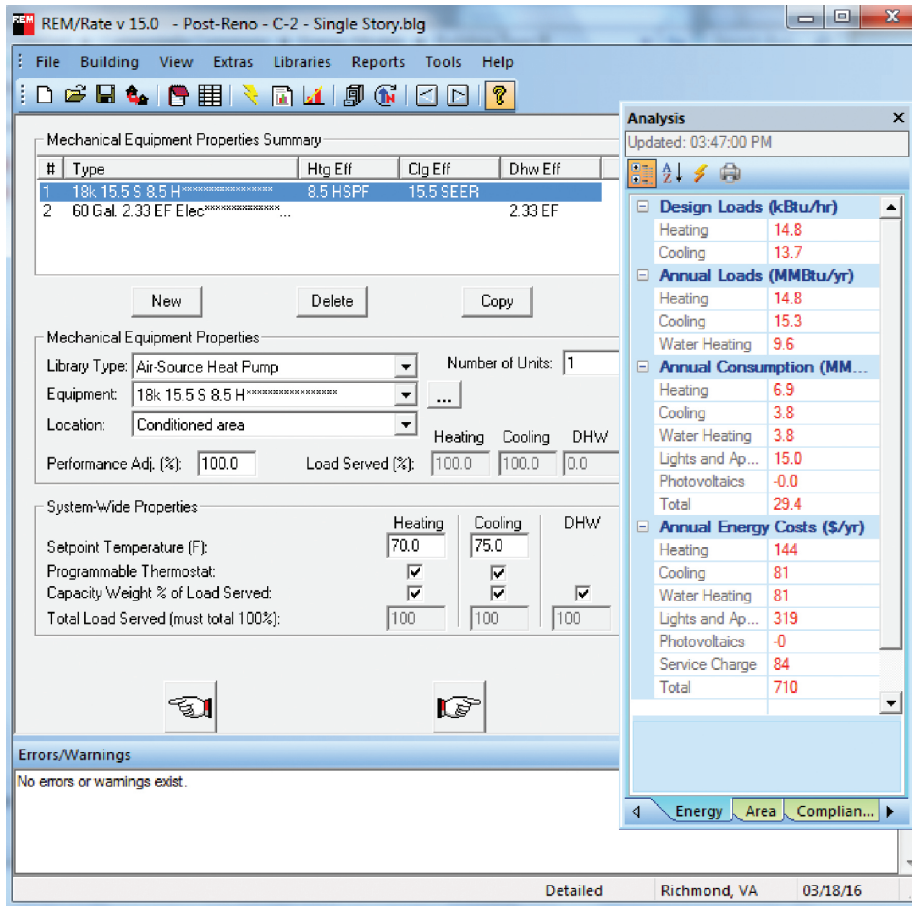 REM/Rate v 15.0 - Post-Reno - C-2 - Single Story.blg
File Building View Extras Libraries Reports Tools Help
Mechanical Equipment Properties Summary
# Type Htg Eff Clg Eff Dhw Eff
1 18k 15.5 S 8.5 H***************** 8.5 HSPF 15.5 SEER
2 60 Gal. 2.33 EF Elec**************... 2.33 EF
New Delete Copy
Mechanical Equipment Properties
Library Type: Air-Source Heat Pump Number of Units: 1
Equipment: 18k 15.5 S 8.5 H***************** ...
Location: Conditioned area
Heating Cooling DHW
Performance Adj. (%): 100.0 Load Served (%): 100.0 100.0 0.0
System-Wide Properties
Heating Cooling DHW
Setpoint Temperature (F): 70.0 75.0
Programmable Thermostat:
Capacity Weight % of Load Served:
Total Load Served (must total 100%): 100 100 100
Errors/Warnings
No errors or warnings exist.
Analysis
Updated: 03:47:00 PM
Design Loads (kBtu/hr)
Heating 14.8
Cooling 13.7
Annual Loads (MMBtu/yr)
Heating 14.8
Cooling 15.3
Water Heating 9.6
Annual Consumption (MM...
Heating 6.9
Cooling 3.8
Water Heating 3.8
Lights and Ap... 15.0
Photovoltaics -0.0
Total 29.4
Annual Energy Costs ($/yr)
Heating 144
Cooling 81
Water Heating 81
Lights and Ap... 319
Photovoltaics -0
Service Charge 84
Total 710
Energy Area Complian...
Detailed Richmond, VA 03/18/16